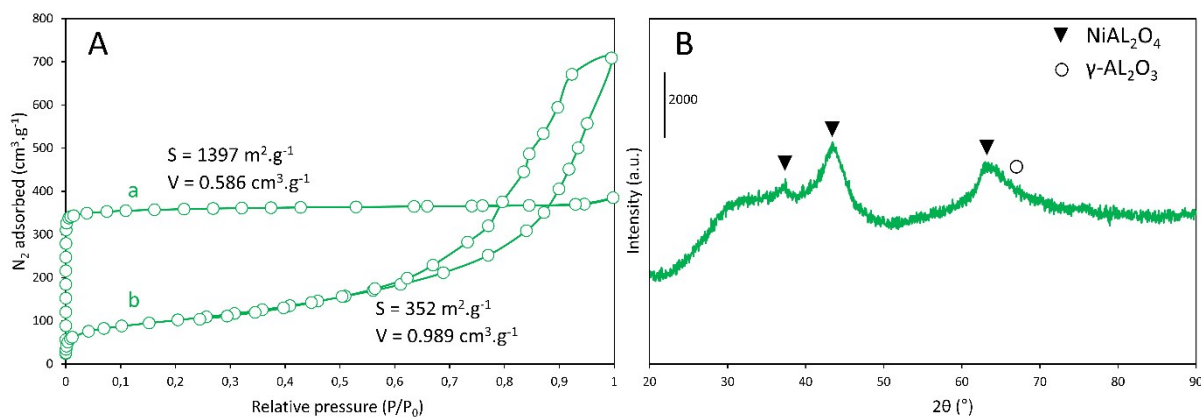 A
N₂ adsorbed (cm³.g⁻¹)
800
700
600
500
400
300
200
100
0
S = 1397 m².g⁻¹
V = 0.586 cm³.g⁻¹
a
b
S = 352 m².g⁻¹
V = 0.989 cm³.g⁻¹
0 0,1 0,2 0,3 0,4 0,5 0,6 0,7 0,8 0,9 1
Relative pressure (P/P₀)
B
NiAL₂O₄
γ-AL₂O₃
2000
Intensity (a.u.)
20 30 40 50 60 70 80 90
2θ (°)